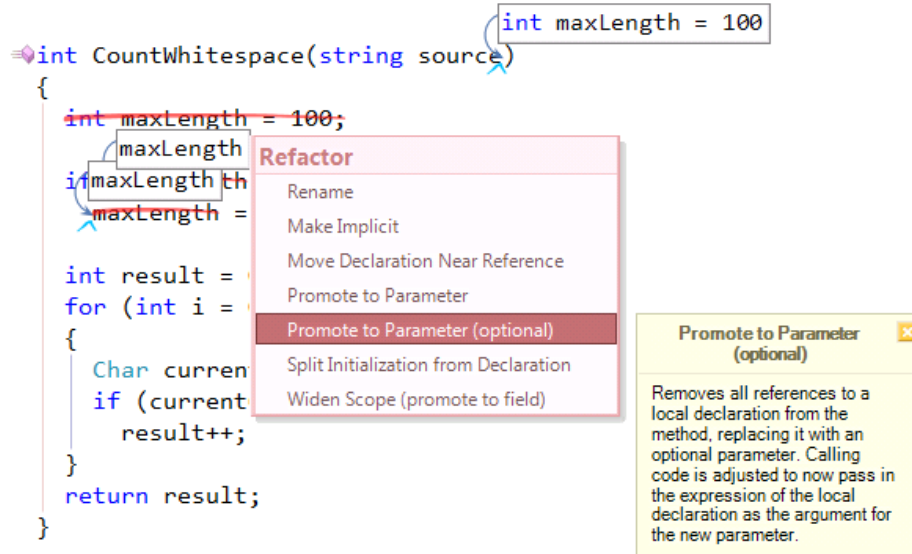 int maxLength = 100
int CountWhitespace(string source)
{
int maxLength = 100;
maxLength
if maxLength th
maxLength =
Refactor
Rename
Make Implicit
Move Declaration Near Reference
Promote to Parameter
Promote to Parameter (optional)
Split Initialization from Declaration
Widen Scope (promote to field)
int result =
for (int i =
{
Char current
if (current
result++;
}
return result;
}
Promote to Parameter
(optional)
Removes all references to a
local declaration from the
method, replacing it with an
optional parameter. Calling
code is adjusted to now pass in
the expression of the local
declaration as the argument for
the new parameter.